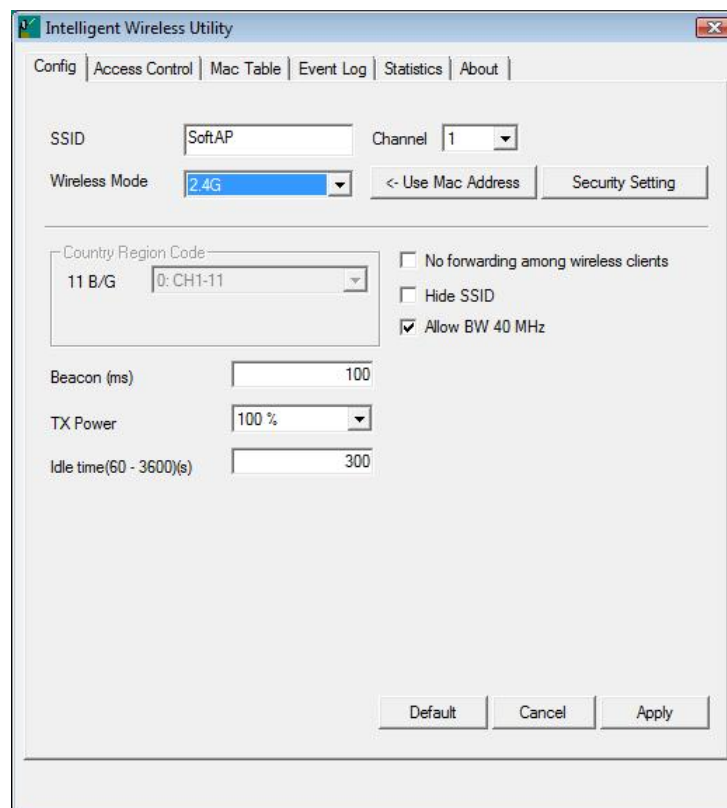 Intelligent Wireless Utility
Config Access Control Mac Table Event Log Statistics About
SSID SoftAP Channel 1
Wireless Mode 2.4G <- Use Mac Address Security Setting
Country Region Code
11 B/G 0: CH1-11
No forwarding among wireless clients
Hide SSID
Allow BW 40 MHz
Beacon (ms) 100
TX Power 100 %
Idle time(60 - 3600)(s) 300
Default Cancel Apply